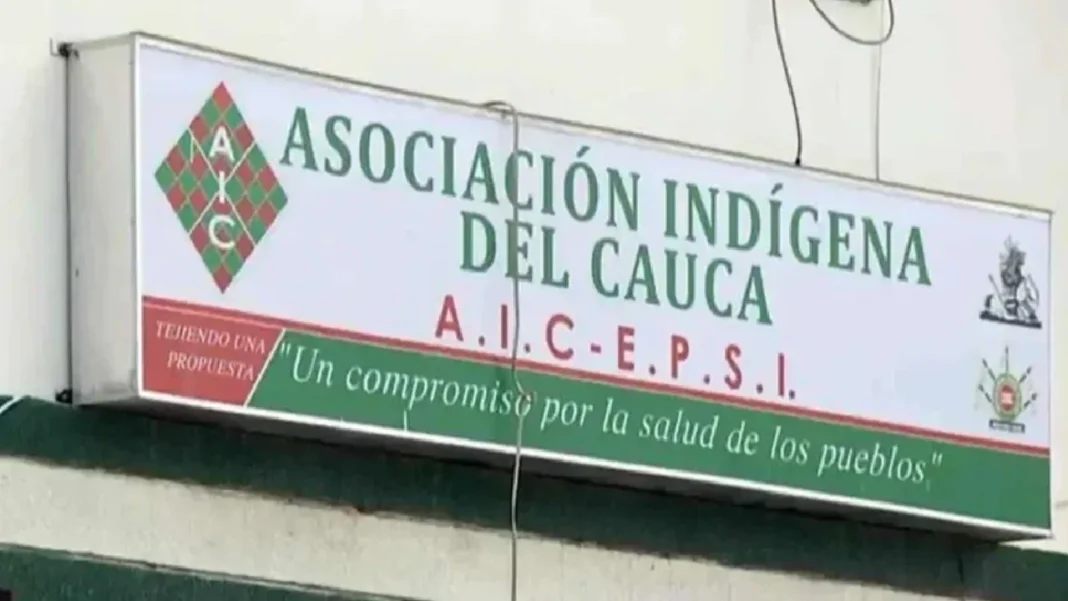 AIC
ASOCIACIÓN INDÍGENA
DEL CAUCA
A.I.C-E.P.S.I.
TEJIENDO UNA
PROPUESTA
"Un compromiso por la salud de los pueblos"